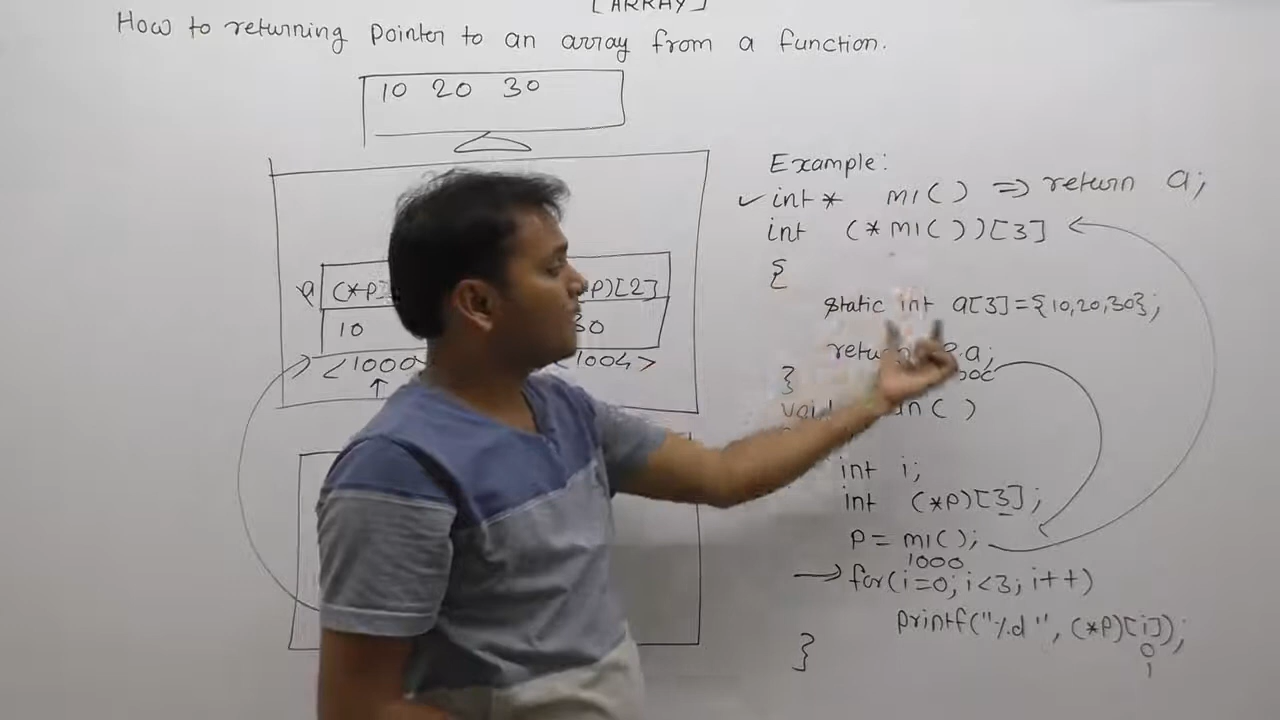 [ARRAY]
How to returning pointer to an array from a function.
10 20 30
a (*p)[2]
10 30
<1000 <1004>
↑
Example:
✓ int* m1() => return a;
int (*m1())[3]
{
static int a[3]={10,20,30};
a;
}
( )
int i;
int (*p)[3];
p= m1();
1000
→ for(i=0; i<3; i++)
printf("%d", (*p)[i]);
0
1
}